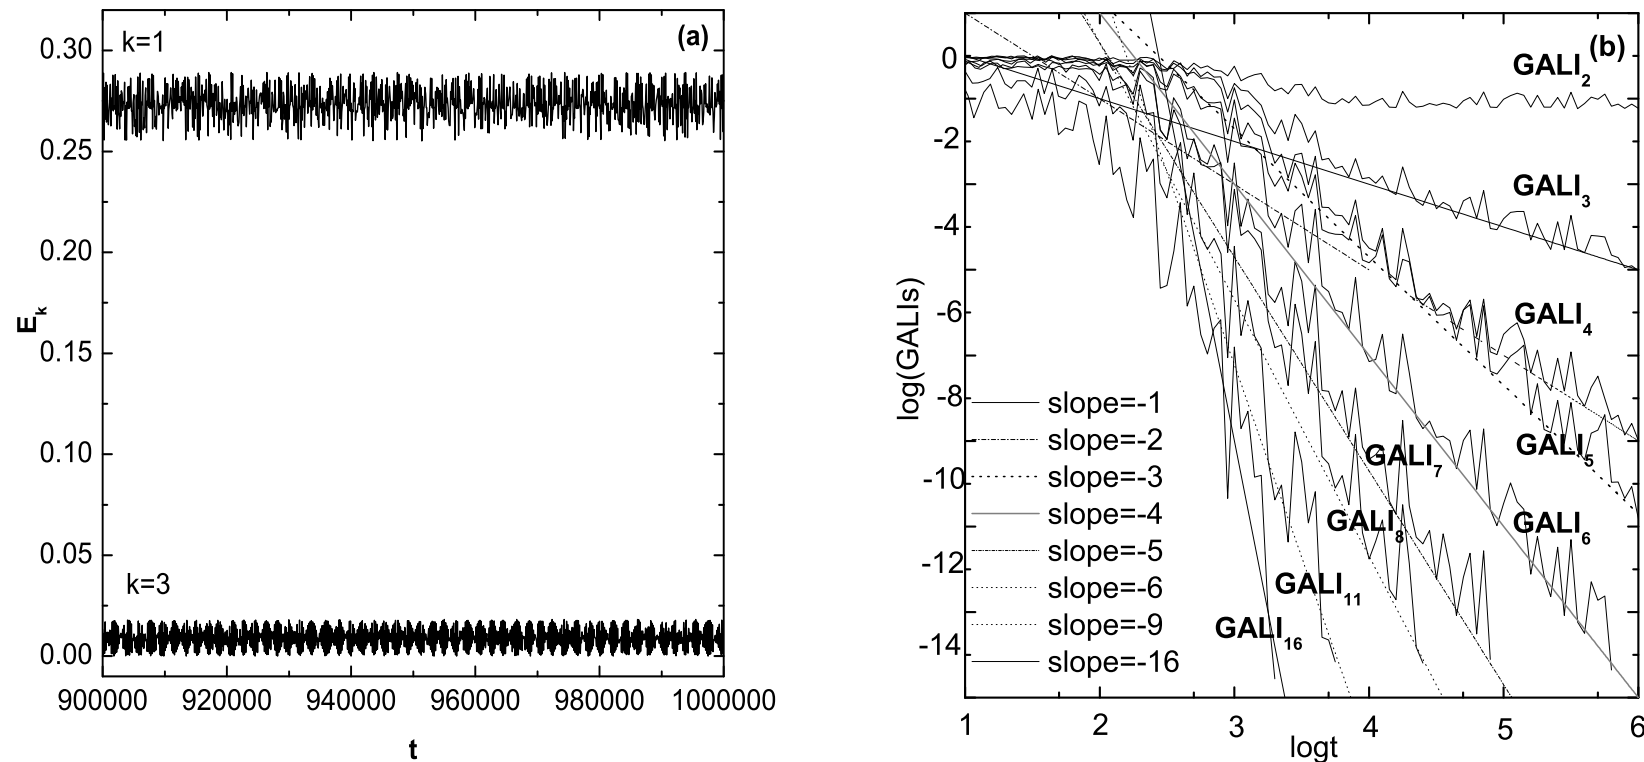 (a)
k=1
k=3
E_k
0.30
0.25
0.20
0.15
0.10
0.05
0.00
900000 920000 940000 960000 980000 1000000
t
(b)
log(GALIs)
0
-2
-4
-6
-8
-10
-12
-14
GALI_2
GALI_3
GALI_4
GALI_5
GALI_6
GALI_7
GALI_8
GALI_11
GALI_16
slope=-1
slope=-2
slope=-3
slope=-4
slope=-5
slope=-6
slope=-9
slope=-16
1 2 3 4 5 6
logt